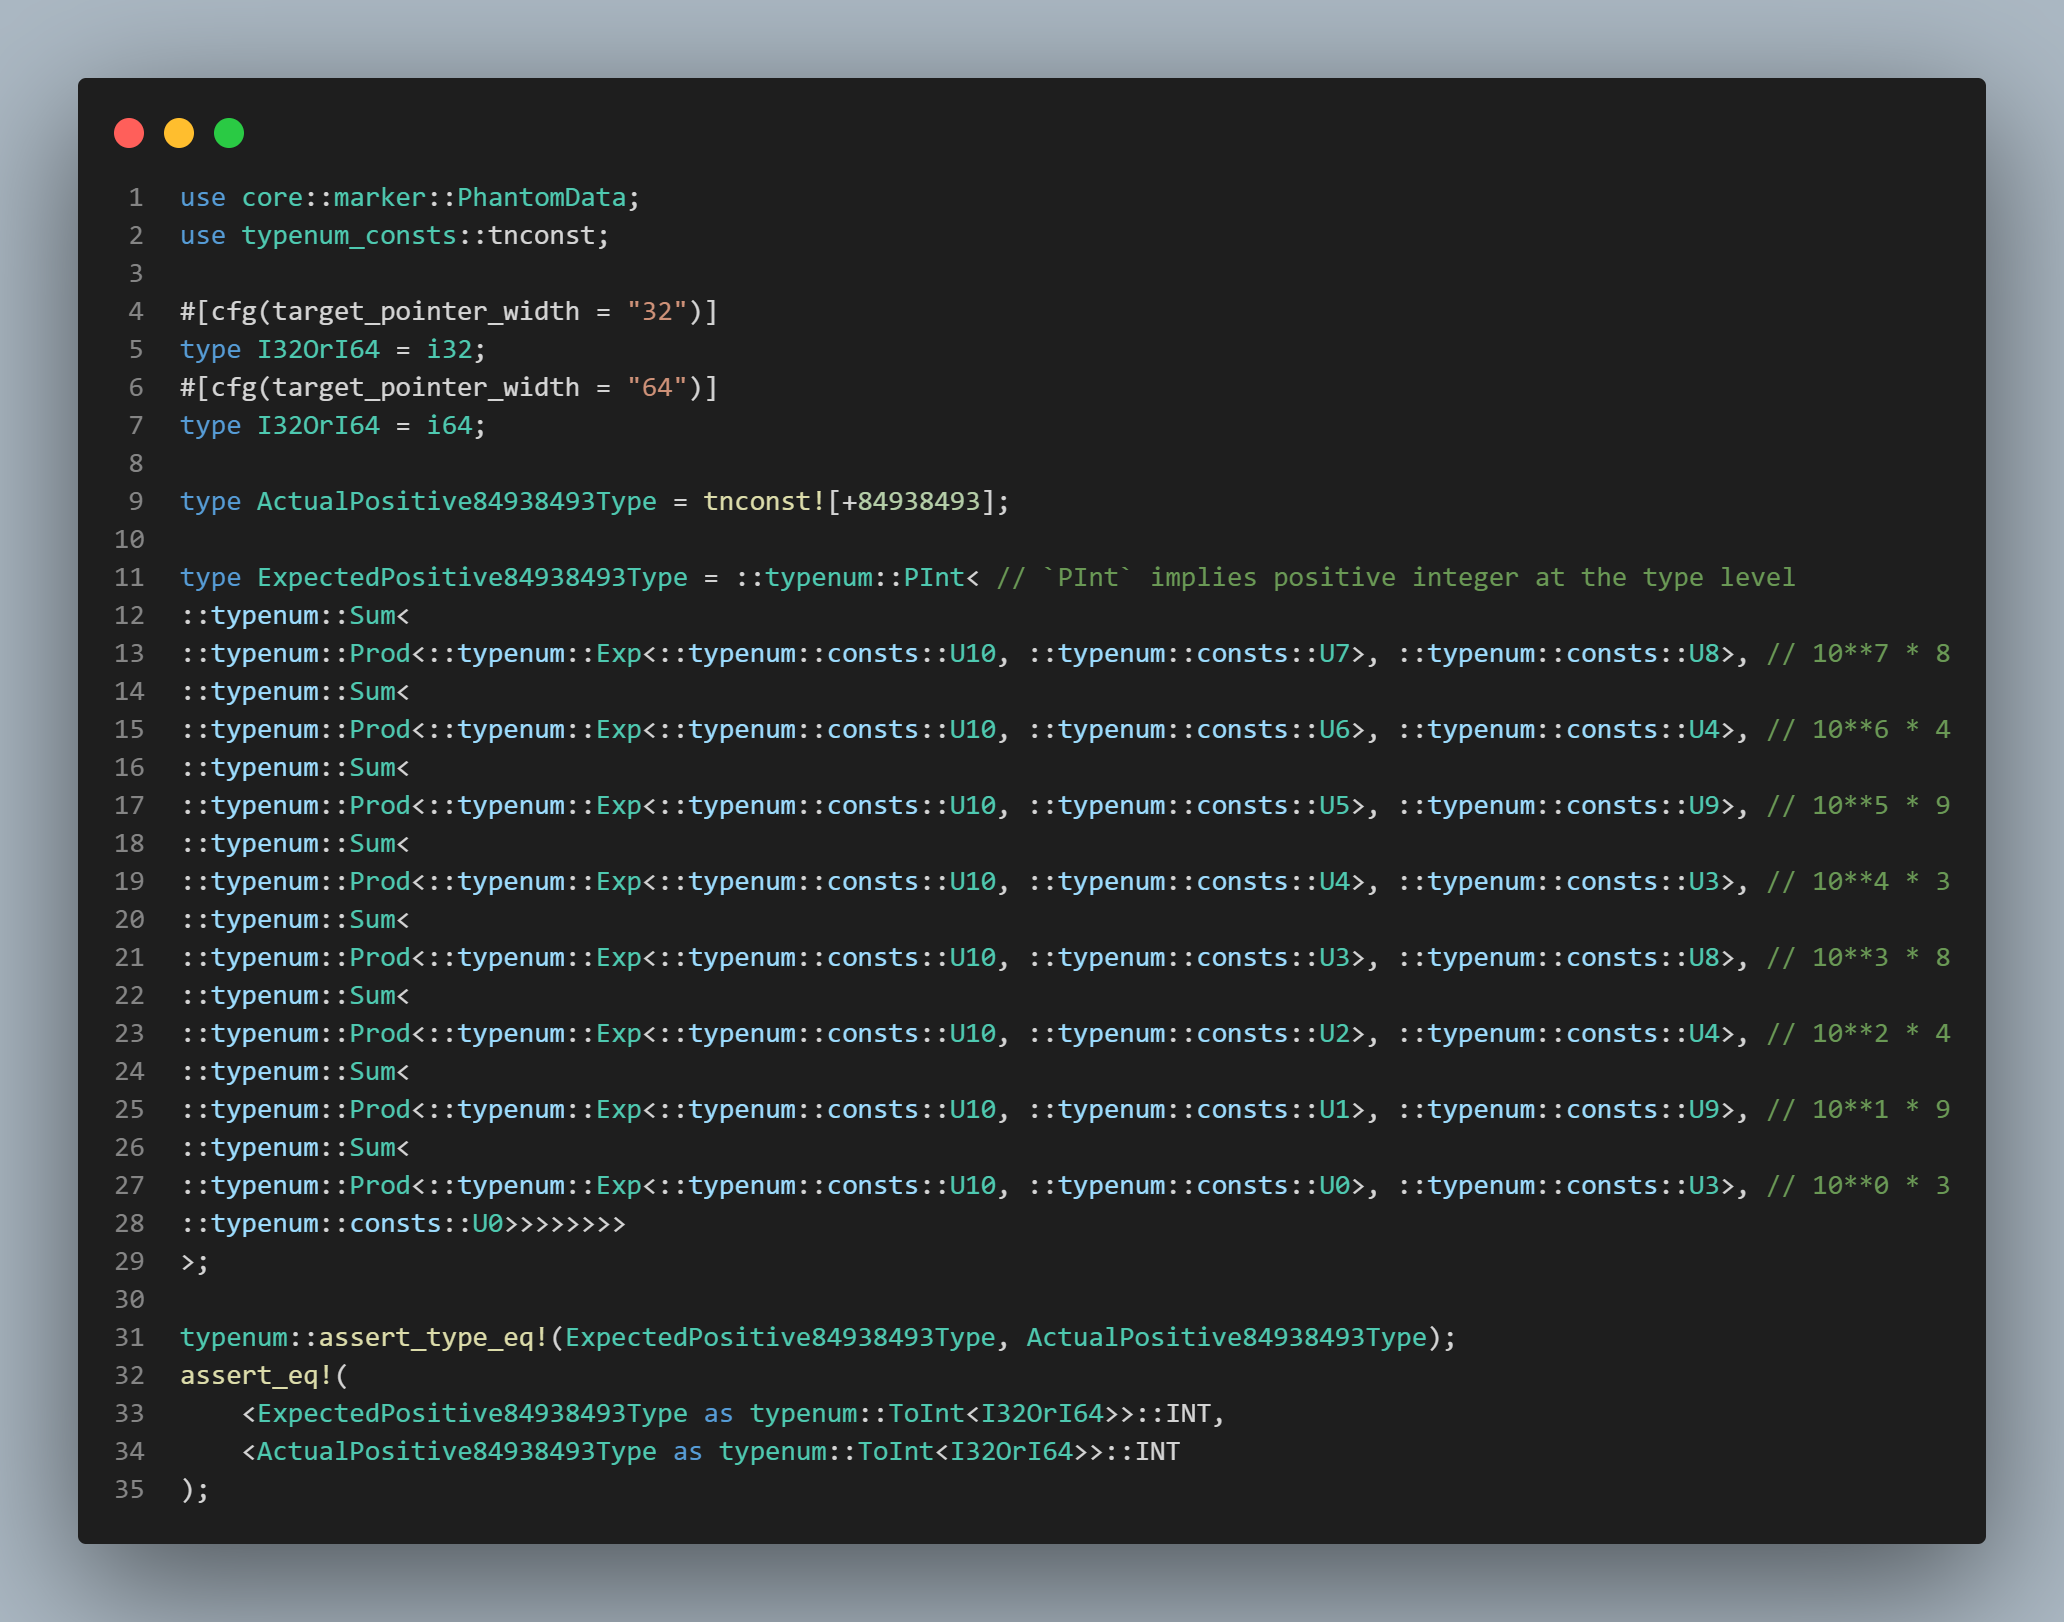 1 use core::marker::PhantomData;
2 use typenum_consts::tnconst;
3
4 #[cfg(target_pointer_width = "32")]
5 type I32OrI64 = i32;
6 #[cfg(target_pointer_width = "64")]
7 type I32OrI64 = i64;
8
9 type ActualPositive84938493Type = tnconst![+84938493];
10
11 type ExpectedPositive84938493Type = ::typenum::PInt< // `PInt` implies positive integer at the type level
12 ::typenum::Sum<
13 ::typenum::Prod<::typenum::Exp<::typenum::consts::U10, ::typenum::consts::U7>, ::typenum::consts::U8>, // 10**7 * 8
14 ::typenum::Sum<
15 ::typenum::Prod<::typenum::Exp<::typenum::consts::U10, ::typenum::consts::U6>, ::typenum::consts::U4>, // 10**6 * 4
16 ::typenum::Sum<
17 ::typenum::Prod<::typenum::Exp<::typenum::consts::U10, ::typenum::consts::U5>, ::typenum::consts::U9>, // 10**5 * 9
18 ::typenum::Sum<
19 ::typenum::Prod<::typenum::Exp<::typenum::consts::U10, ::typenum::consts::U4>, ::typenum::consts::U3>, // 10**4 * 3
20 ::typenum::Sum<
21 ::typenum::Prod<::typenum::Exp<::typenum::consts::U10, ::typenum::consts::U3>, ::typenum::consts::U8>, // 10**3 * 8
22 ::typenum::Sum<
23 ::typenum::Prod<::typenum::Exp<::typenum::consts::U10, ::typenum::consts::U2>, ::typenum::consts::U4>, // 10**2 * 4
24 ::typenum::Sum<
25 ::typenum::Prod<::typenum::Exp<::typenum::consts::U10, ::typenum::consts::U1>, ::typenum::consts::U9>, // 10**1 * 9
26 ::typenum::Sum<
27 ::typenum::Prod<::typenum::Exp<::typenum::consts::U10, ::typenum::consts::U0>, ::typenum::consts::U3>, // 10**0 * 3
28 ::typenum::consts::U0>>>>>>>>
29 >;
30
31 typenum::assert_type_eq!(ExpectedPositive84938493Type, ActualPositive84938493Type);
32 assert_eq!(
33     <ExpectedPositive84938493Type as typenum::ToInt<I32OrI64>>::INT,
34     <ActualPositive84938493Type as typenum::ToInt<I32OrI64>>::INT
35 );